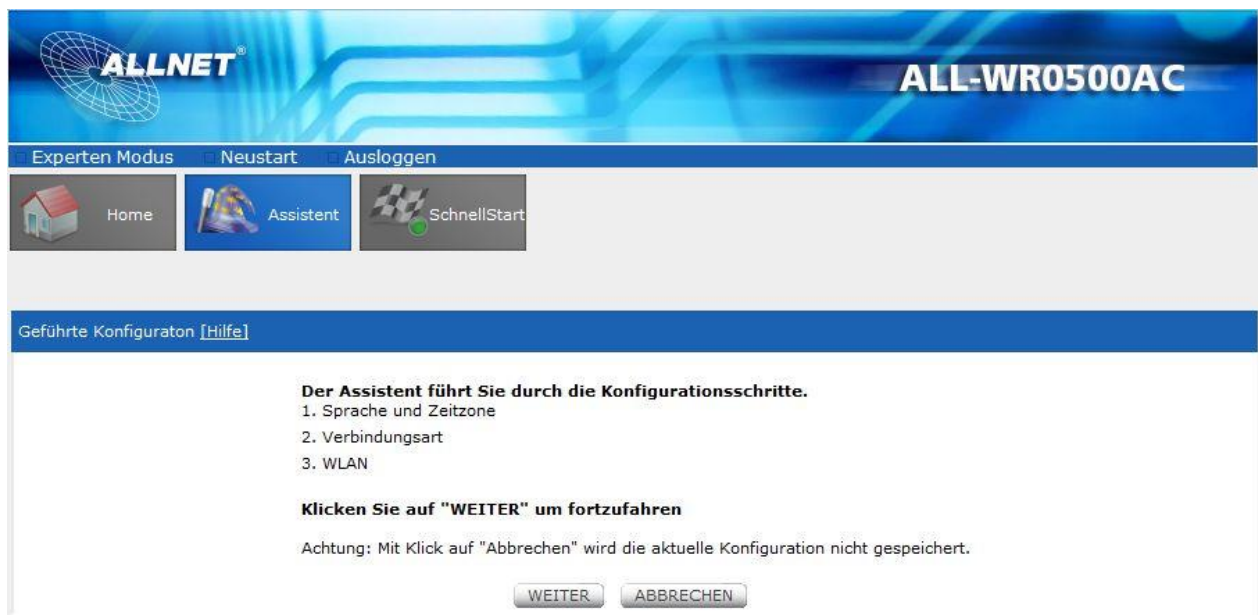 ALLNET®
ALL-WR0500AC
Experten Modus Neustart Ausloggen
Home Assistent SchnellStart
Geführte Konfiguraton [Hilfe]
Der Assistent führt Sie durch die Konfigurationsschritte.
1. Sprache und Zeitzone
2. Verbindungsart
3. WLAN
Klicken Sie auf "WEITER" um fortzufahren
Achtung: Mit Klick auf "Abbrechen" wird die aktuelle Konfiguration nicht gespeichert.
WEITER ABBRECHEN